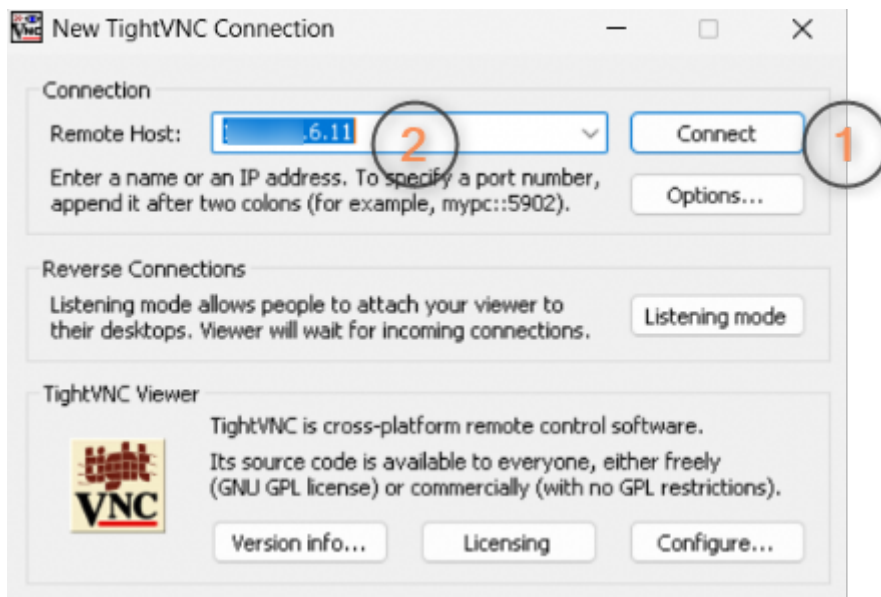 New TightVNC Connection
Connection
Remote Host:
.6.11
2
Connect
1
Enter a name or an IP address. To specify a port number,
append it after two colons (for example, mypc::5902).
Options...
Reverse Connections
Listening mode allows people to attach your viewer to
their desktops. Viewer will wait for incoming connections.
Listening mode
TightVNC Viewer
TightVNC is cross-platform remote control software.
Its source code is available to everyone, either freely
(GNU GPL license) or commercially (with no GPL restrictions).
tight
VNC
Version info...
Licensing
Configure...